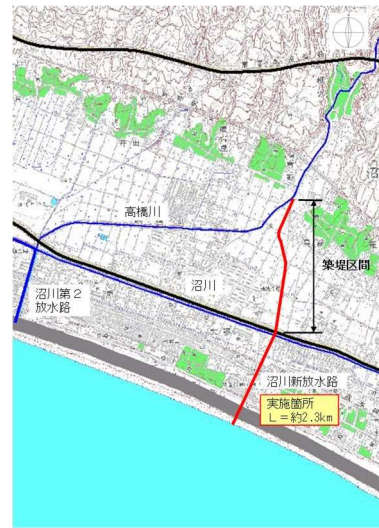 高橋川
築堤区間
沼川
沼川第２
放水路
沼川新放水路
実施箇所
Ｌ＝約2.3km